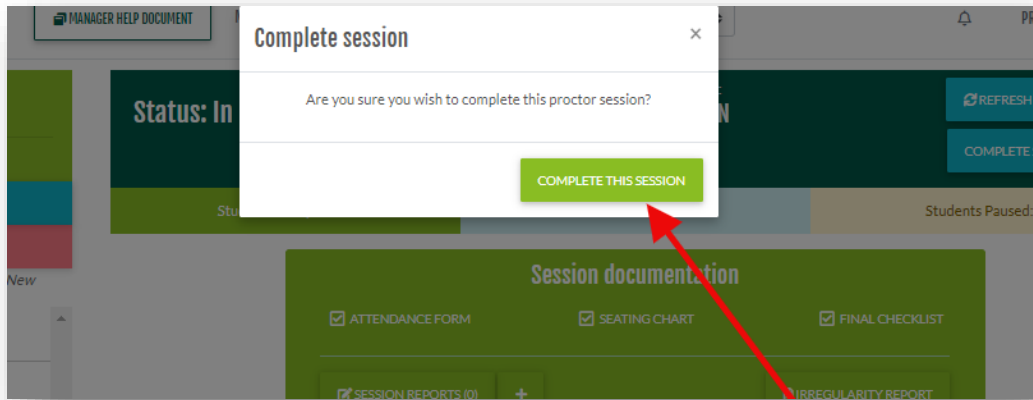 MANAGER HELP DOCUMENT
Complete session
×
Are you sure you wish to complete this proctor session?
Status: In
REFRESH
COMPLETE
COMPLETE THIS SESSION
Students Paused:
New
Session documentation
ATTENDANCE FORM
SEATING CHART
FINAL CHECKLIST
SESSION REPORTS (0)
+
IRREGULARITY REPORT